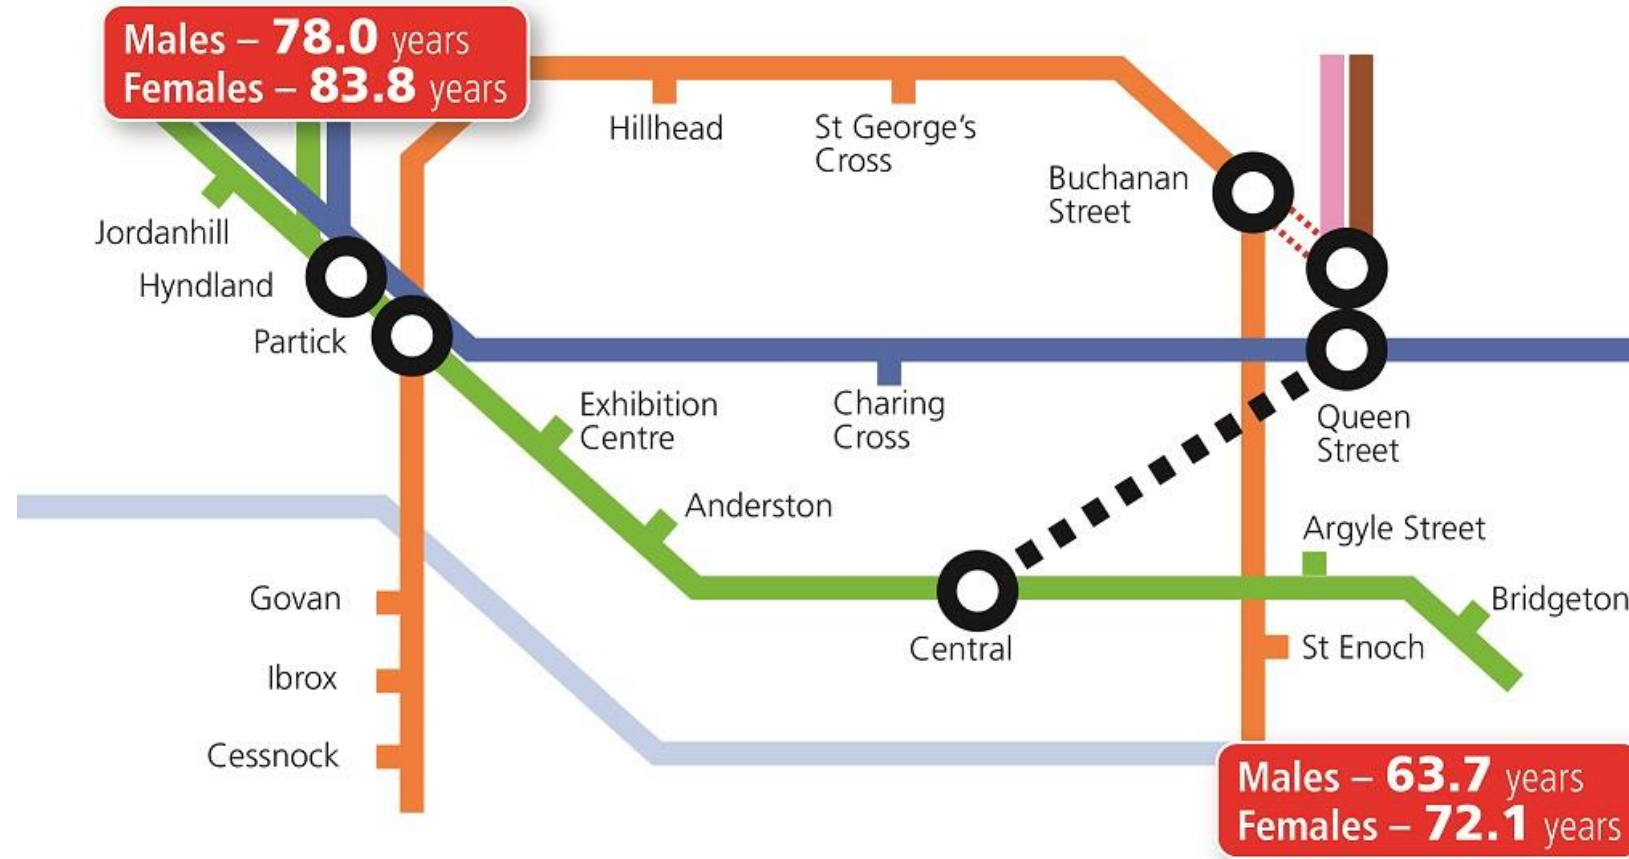 Males – 78.0 years
Females – 83.8 years
Hillhead
St George’s
Cross
Buchanan
Street
Jordanhill
Hyndland
Partick
Exhibition
Centre
Charing
Cross
Queen
Street
Anderston
Argyle Street
Govan
Bridgeton
Central
St Enoch
Ibrox
Cessnock
Males – 63.7 years
Females – 72.1 years